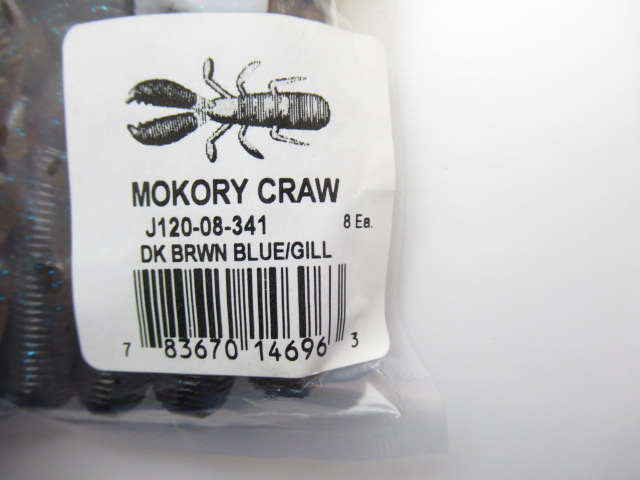 MOKORY CRAW
J120-08-341 8 Ea.
DK BRWN BLUE/GILL
7 83670 14696 3